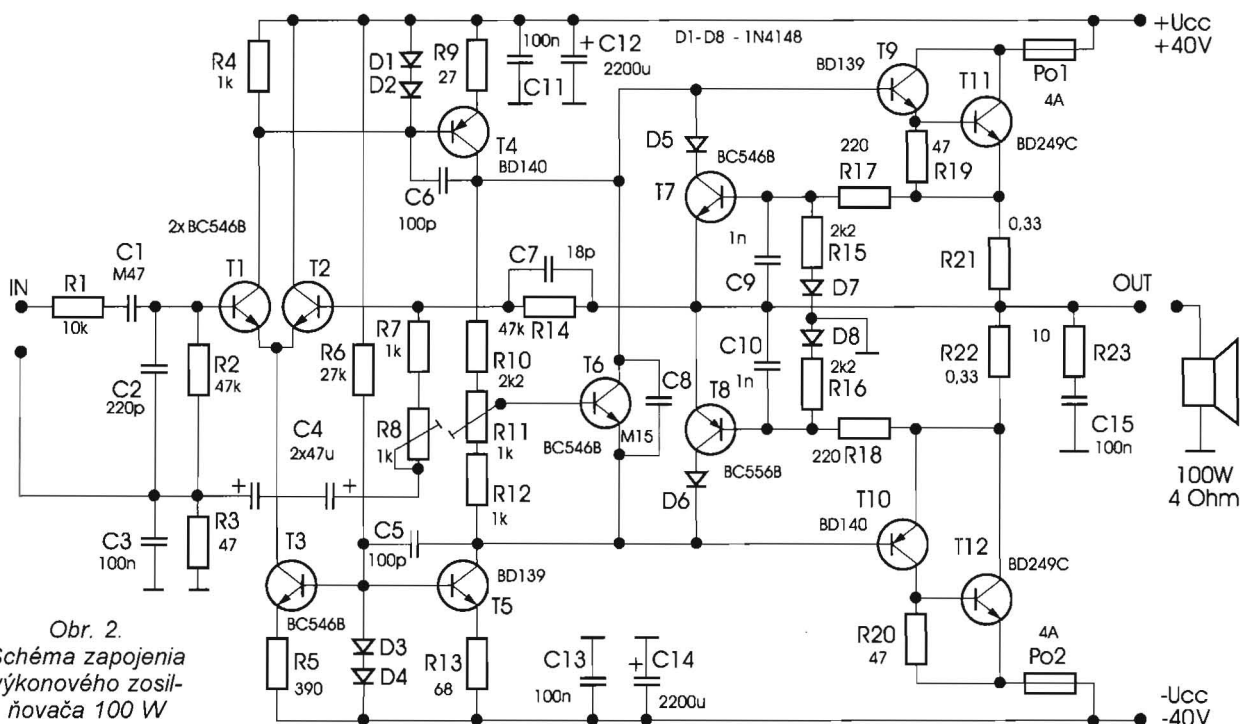 +Ucc
+40V
D1-D8 - 1N4148
R4
1k
D1
D2
R9
27
100n
C11
+
C12
2200u
T9
BD139
T11
Po1
4A
BD249C
T4
BD140
D5
BC546B
T7
220
R17
47
R19
C6
100p
2xBC546B
C1
M47
T1
T2
C7
18p
1n
C9
2k2
R15
D7
0,33
R21
IN
R1
10k
OUT
47k
R14
R7
1k
R2
47k
R6
27k
C2
220p
R10
2k2
T6
C8
C10
1n
D8
2k2
R16
R22
0,33
10
R23
C15
100n
T8
C4
2x47u
R8
1k
R11
1k
BC546B
M15
BC556B
220
R18
R12
1k
D6
100W
4 Ohm
+
+
R3
47
C3
100n
T3
C5
100p
BD139
T5
T10
BD140
T12
BD249C
BC546B
Obr. 2.
Schéma zapojenia
výkonového zosil-
ňovača 100 W
R5
390
D3
D4
R13
68
C13
100n
+
C14
2200u
R20
47
4A
Po2
-Ucc
-40V